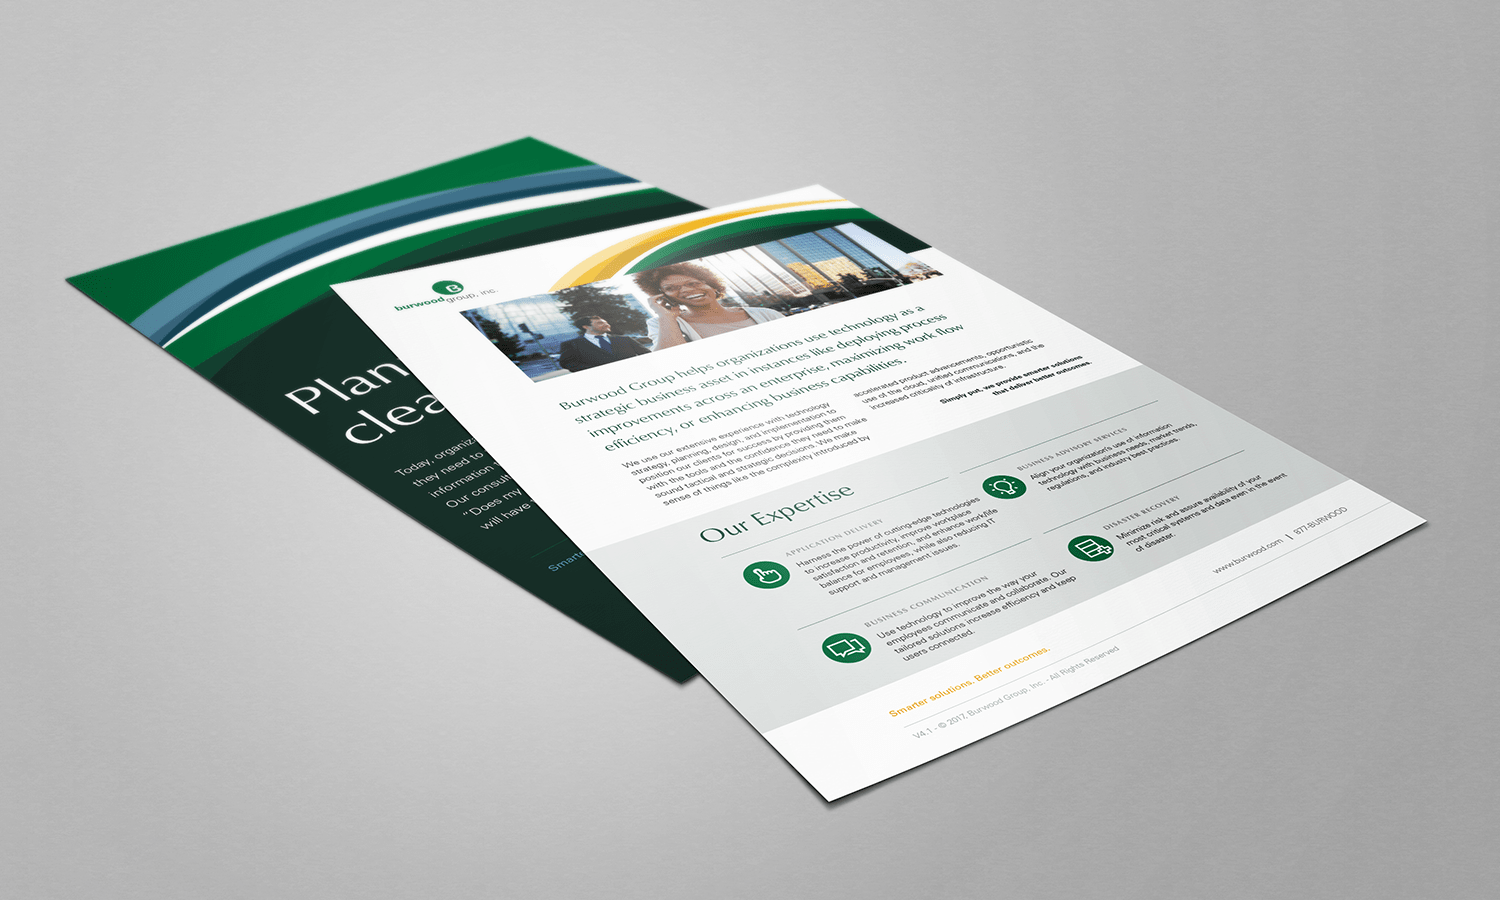 burwoodgroup, inc.
Burwood Group helps organizations use technology as a
strategic business asset in instances like deploying process
improvements across an enterprise, maximizing work flow
efficiency, or enhancing business capabilities.
We use our extensive experience with technology
strategy, planning, design, and implementation to
position our clients for success by providing them
with the tools and the confidence they need to make
sound tactical and strategic decisions. We make
sense of things like the complexity introduced by
accelerated product advancements, opportunistic
use of the cloud, unified communications, and the
increased criticality of infrastructure.
Simply put, we provide smarter solutions
that deliver better outcomes.
Our Expertise
APPLICATION DELIVERY
Harness the power of cutting-edge technologies
to increase productivity, improve workplace
satisfaction and retention, and enhance work/life
balance for employees, while also reducing IT
support and management issues.
BUSINESS COMMUNICATION
Use technology to improve the way your
employees communicate and collaborate. Our
tailored solutions increase efficiency and keep
users connected.
BUSINESS ADVISORY SERVICES
Align your organization's use of information
technology with business needs, market trends,
regulations, and industry best practices.
DISASTER RECOVERY
Minimize risk and assure availability of your
most critical systems and data even in the event
of disaster.
www.burwood.com | 877-BURWOOD
Smarter solutions. Better outcomes.
V4.1 - © 2017, Burwood Group, Inc. - All Rights Reserved
Plan
clea
Today, organiz
they need to
information
Our consult
"Does my
will have
Smarte